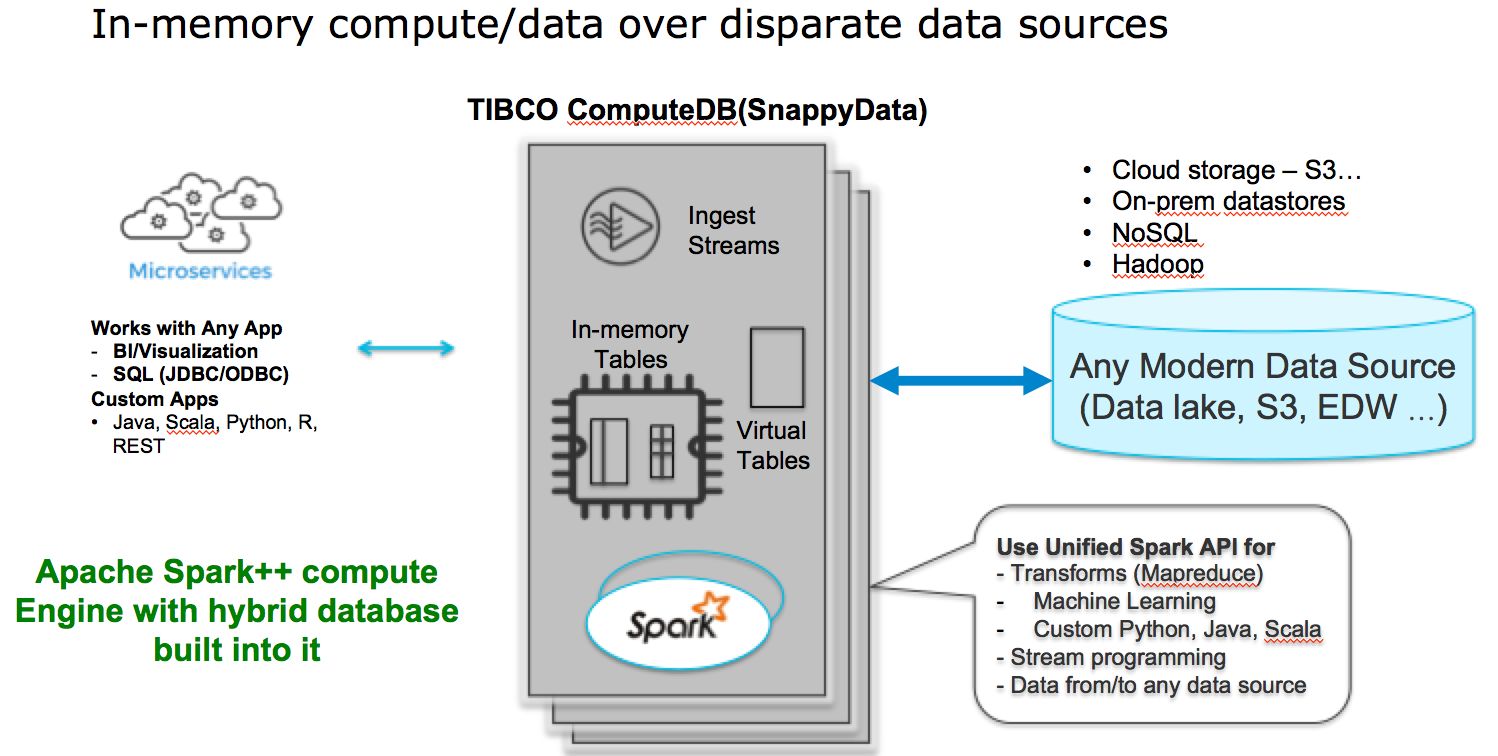 In-memory compute/data over disparate data sources
TIBCO ComputeDB(SnappyData)
Microservices
Works with Any App
- BI/Visualization
- SQL (JDBC/ODBC)
Custom Apps
• Java, Scala, Python, R,
REST
Apache Spark++ compute
Engine with hybrid database
built into it
Ingest
Streams
In-memory
Tables
Virtual
Tables
Spark
• Cloud storage – S3…
• On-prem datastores
• NoSQL
• Hadoop
Any Modern Data Source
(Data lake, S3, EDW …)
Use Unified Spark API for
- Transforms (Mapreduce)
- Machine Learning
- Custom Python, Java, Scala
- Stream programming
- Data from/to any data source